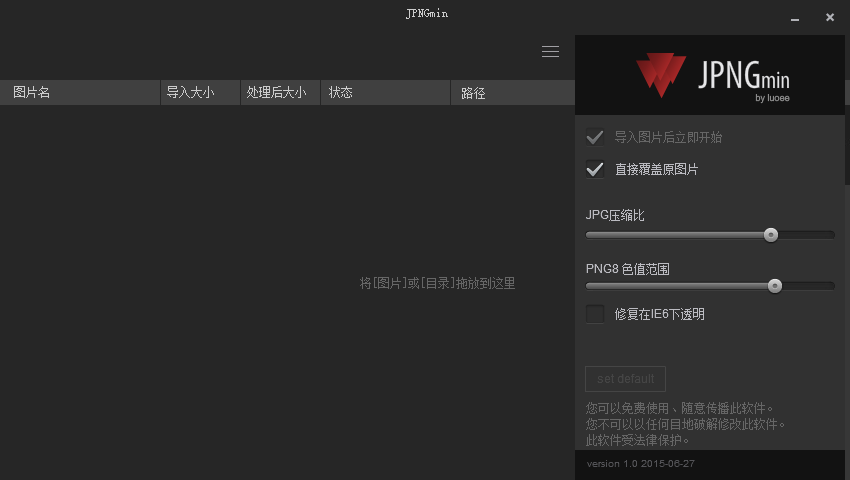 JPNGmin
JPNGmin
by luoee
图片名 导入大小 处理后大小 状态 路径
导入图片后立即开始
直接覆盖原图片
JPG压缩比
PNG8 色值范围
将[图片]或[目录]拖放到这里
修复在IE6下透明
set default
您可以免费使用、随意传播此软件。
您不可以以任何目地破解修改此软件。
此软件受法律保护。
version 1.0 2015-06-27